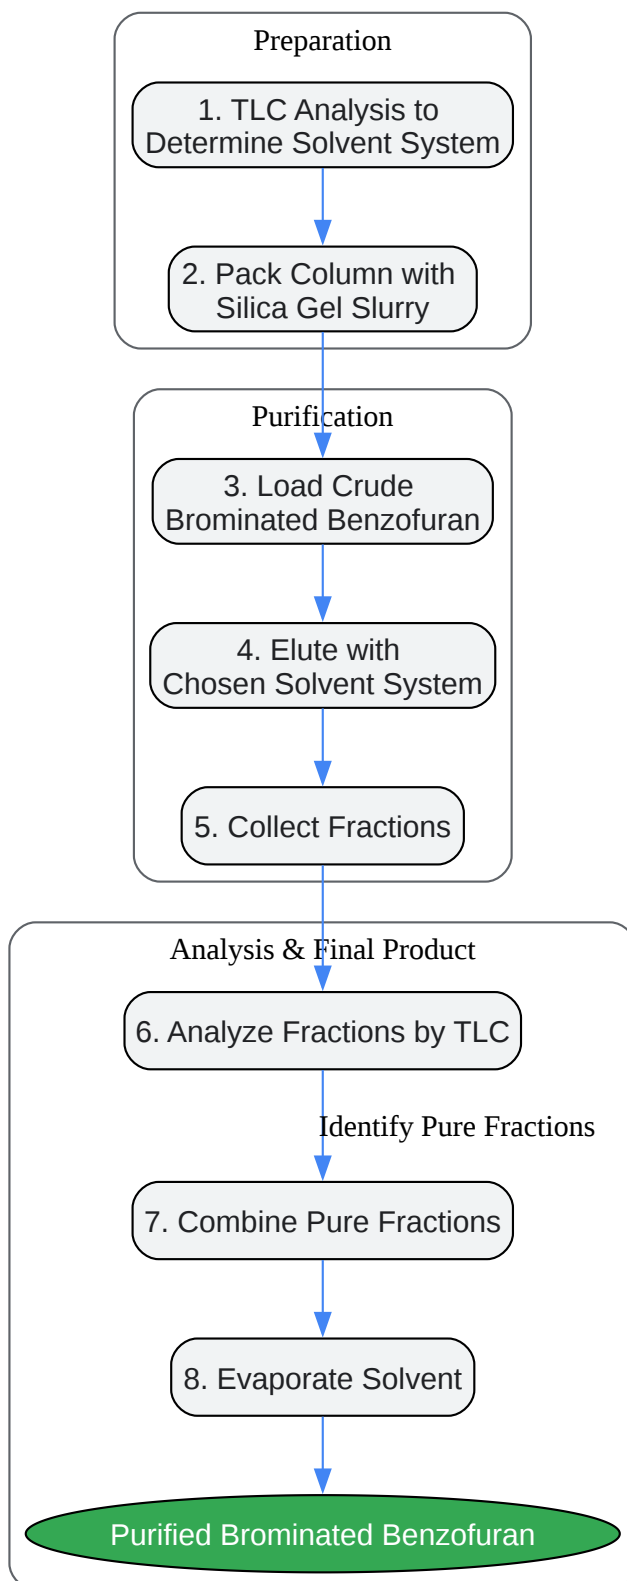 Preparation
1. TLC Analysis to
Determine Solvent System
2. Pack Column with
Silica Gel Slurry
Purification
3. Load Crude
Brominated Benzofuran
4. Elute with
Chosen Solvent System
5. Collect Fractions
Analysis & Final Product
6. Analyze Fractions by TLC
Identify Pure Fractions
7. Combine Pure Fractions
8. Evaporate Solvent
Purified Brominated Benzofuran